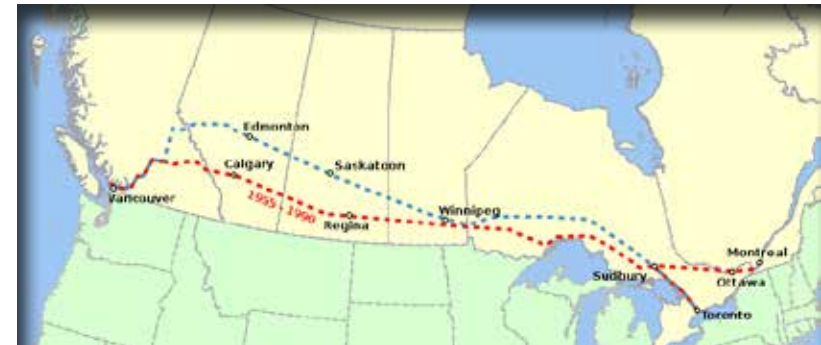 Edmonton
Calgary
Saskatoon
Vancouver
1955 - 1990
Regina
Winnipeg
Montreal
Sudbury
Ottawa
Toronto